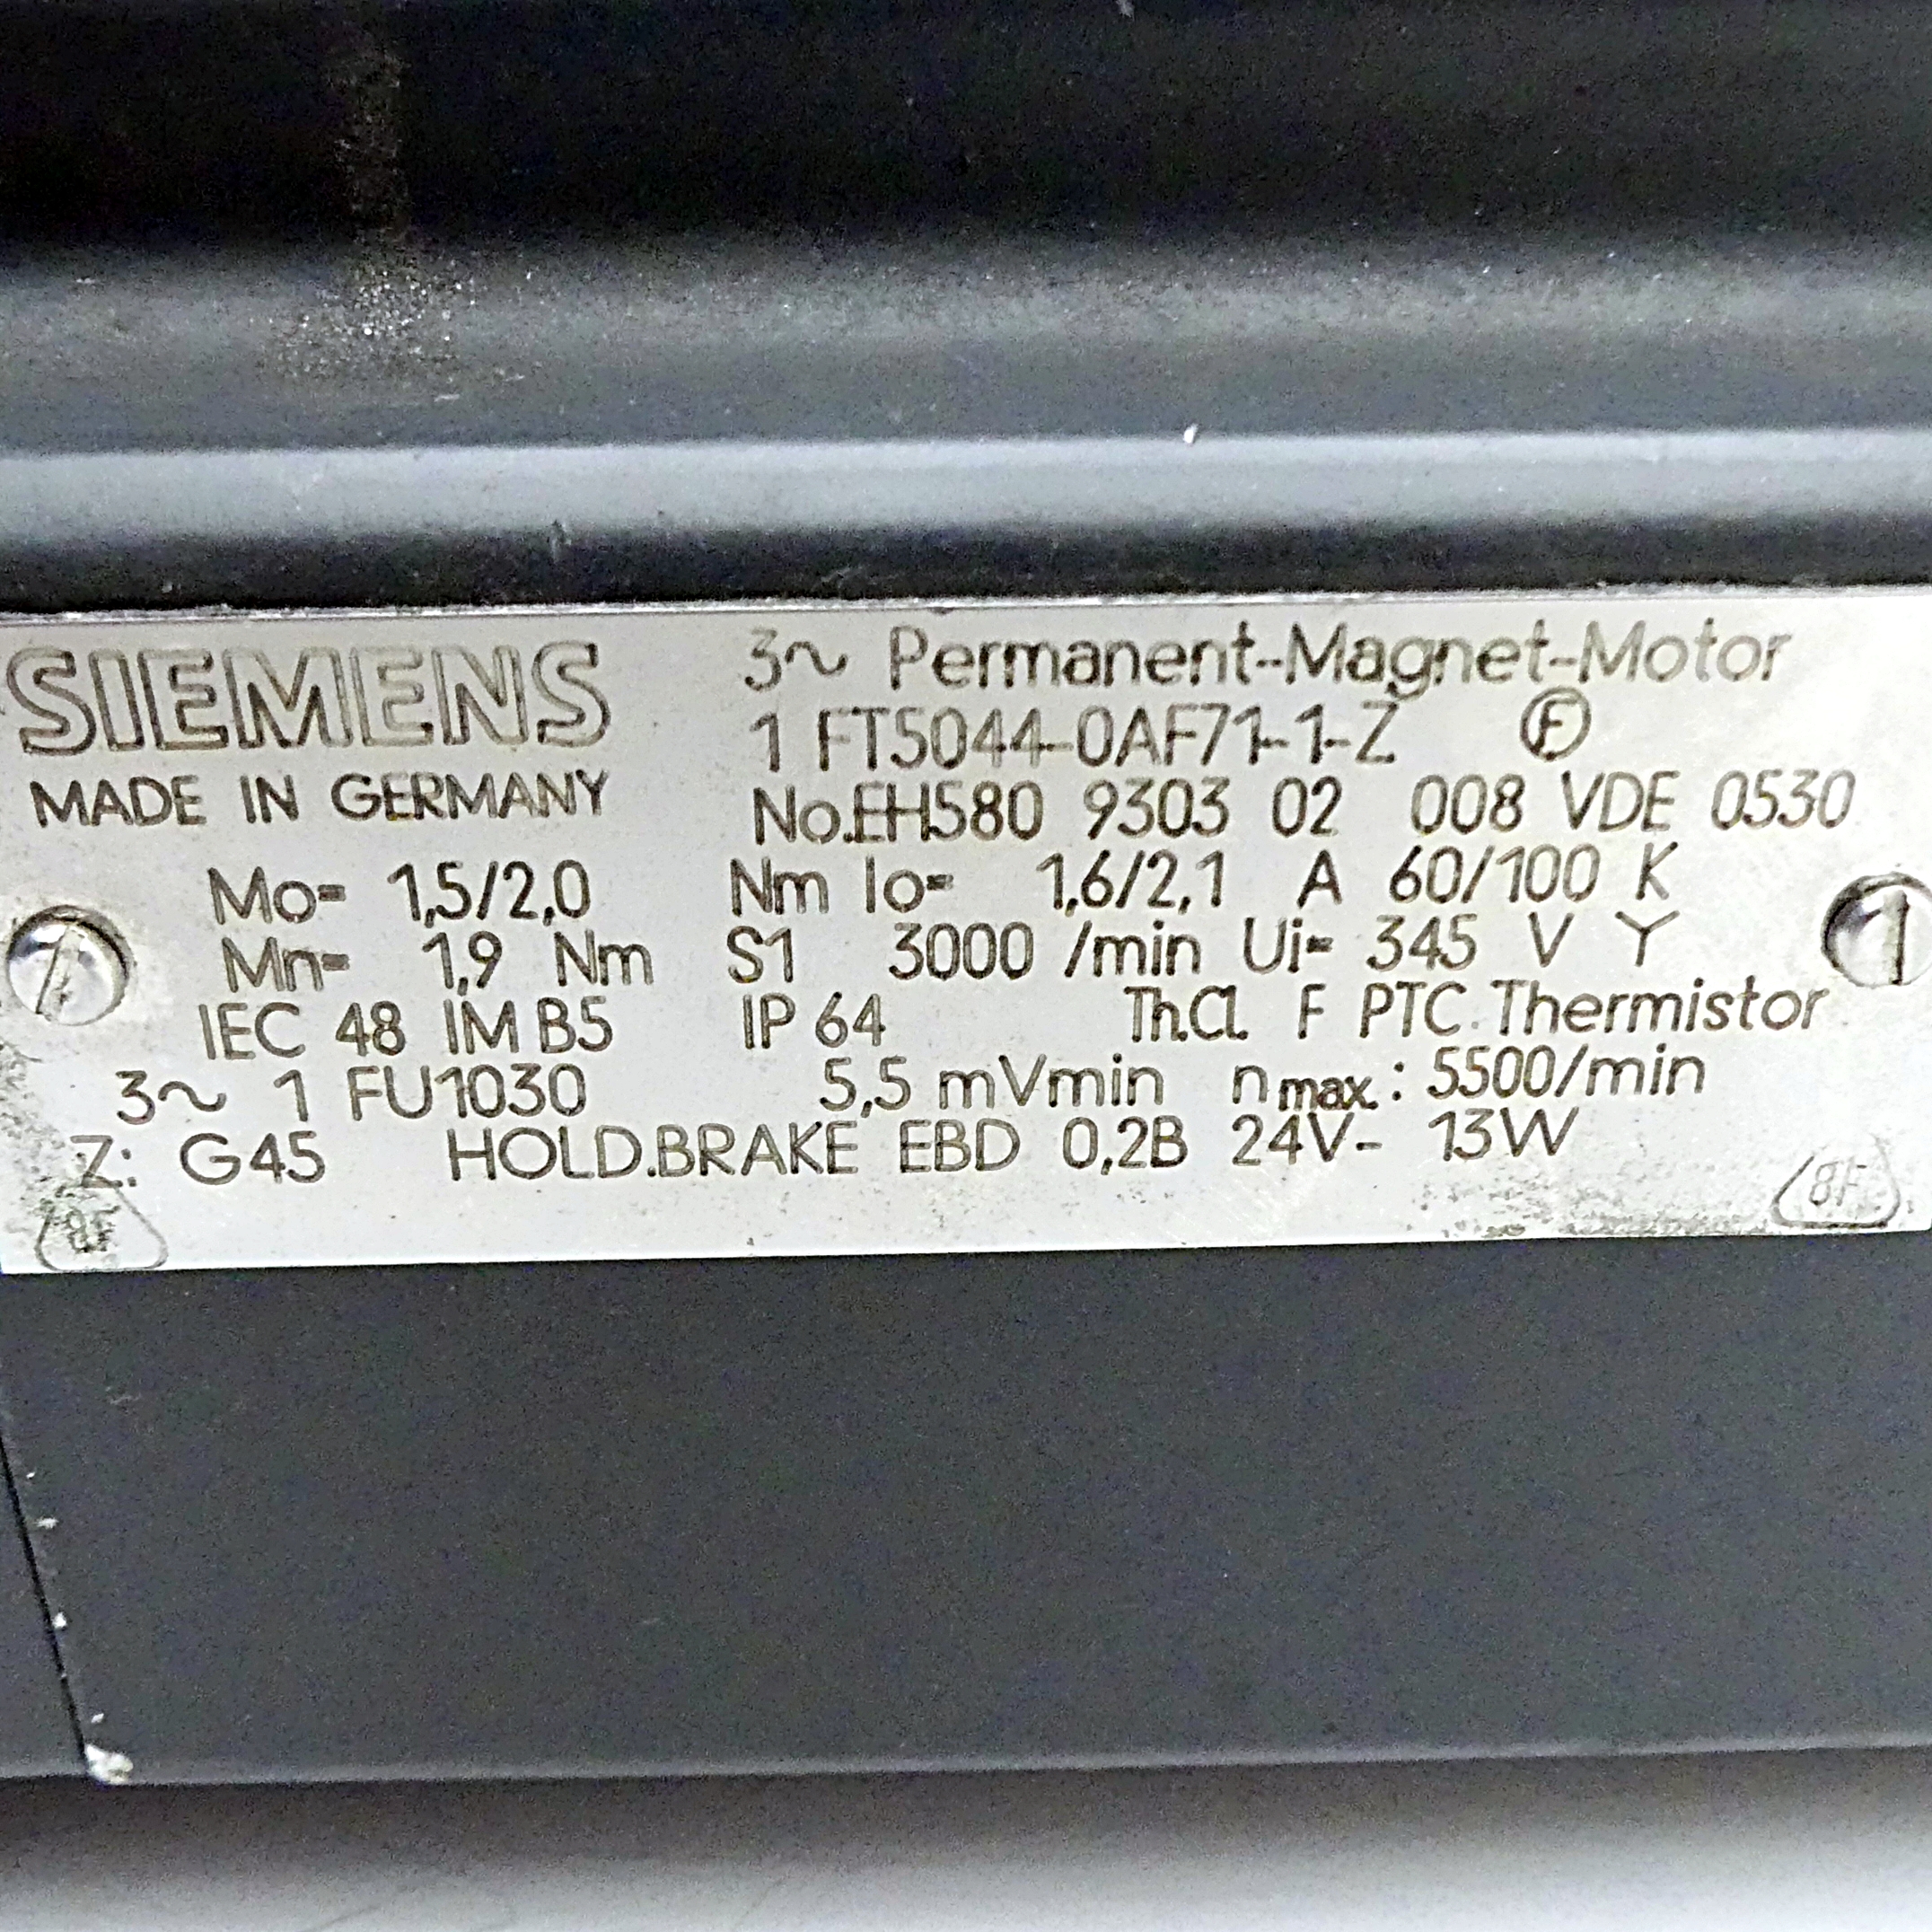 SIEMENS
MADE IN GERMANY
3~ Permanent-Magnet-Motor
1 FT5044-0AF71-1-Z F
No.EH580 9303 02 008 VDE 0530
Mo= 1,5/2,0 Nm Io= 1,6/2,1 A 60/100 K
Mn= 1,9 Nm S1 3000 /min Ui= 345 V Y
IEC 48 IM B5 IP 64 Th.Cl. F PTC Thermistor
3~ 1 FU1030 5,5 mVmin nmax.: 5500/min
Z: G45 HOLD.BRAKE EBD 0,2B 24V- 13W
8F 8F